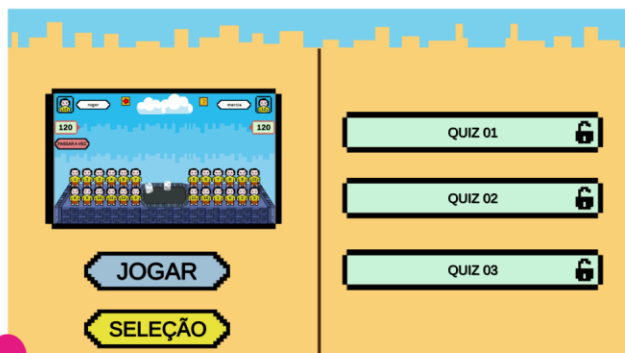 roger
marcia
120
120
PASSAR A VEZ
JOGAR
SELEÇÃO
QUIZ 01
QUIZ 02
QUIZ 03